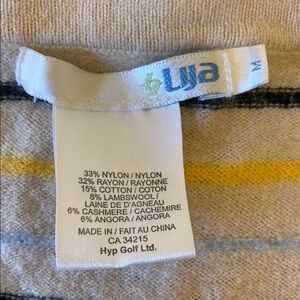 Lija
M
33% NYLON / NYLON
32% RAYON / RAYONNE
15% COTTON / COTON
8% LAMBSWOOL /
LAINE DE D'AGNEAU
6% CASHMERE / CACHEMIRE
6% ANGORA / ANGORA
MADE IN / FAIT AU CHINA
CA 34215
Hyp Golf Ltd.